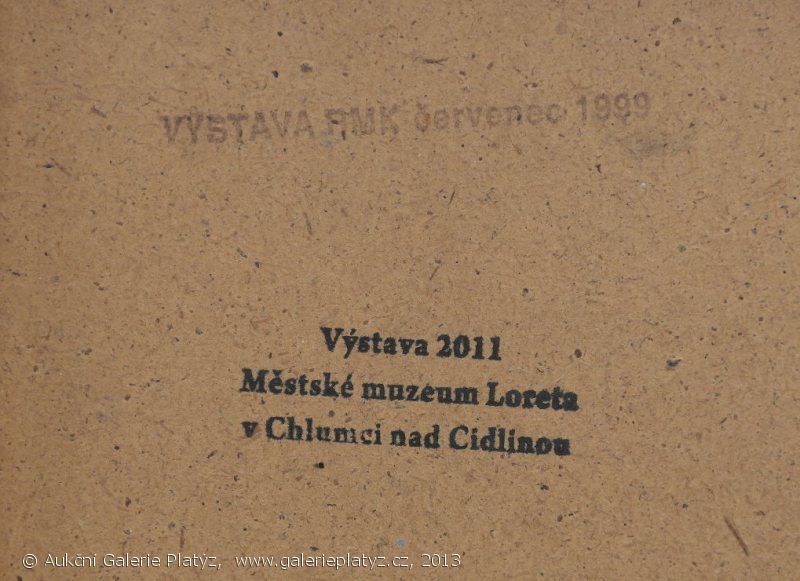 VÝSTAVA RMK červenec 1999
Výstava 2011
Městské muzeum Loreta
v Chlumci nad Cidlinou
© Aukční Galerie Platýz, www.galerieplatyz.cz, 2013